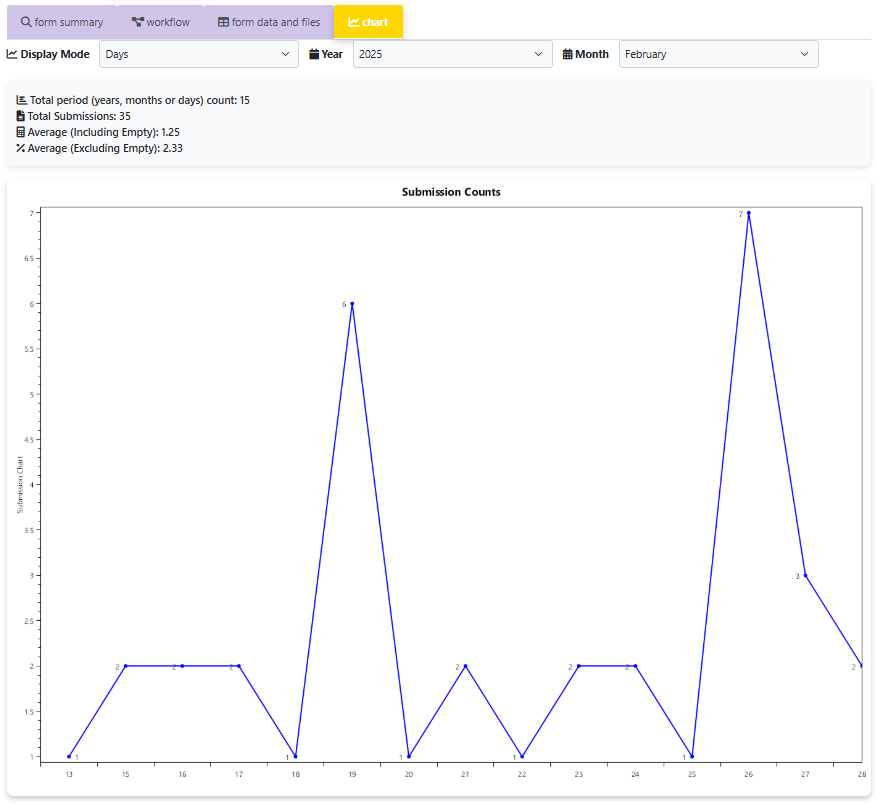 form summary workflow form data and files chart
Display Mode Days Year 2025 Month February
Total period (years, months or days) count: 15
Total Submissions: 35
Average (Including Empty): 1.25
Average (Excluding Empty): 2.33
Submission Counts
7
6.5
6
5.5
5
4.5
4
3.5
3
2.5
2
1.5
1
Submission Chart
1 2 2 2 1 6 1 2 1 2 2 1 7 3 2
13 15 16 17 18 19 20 21 22 23 24 25 26 27 28